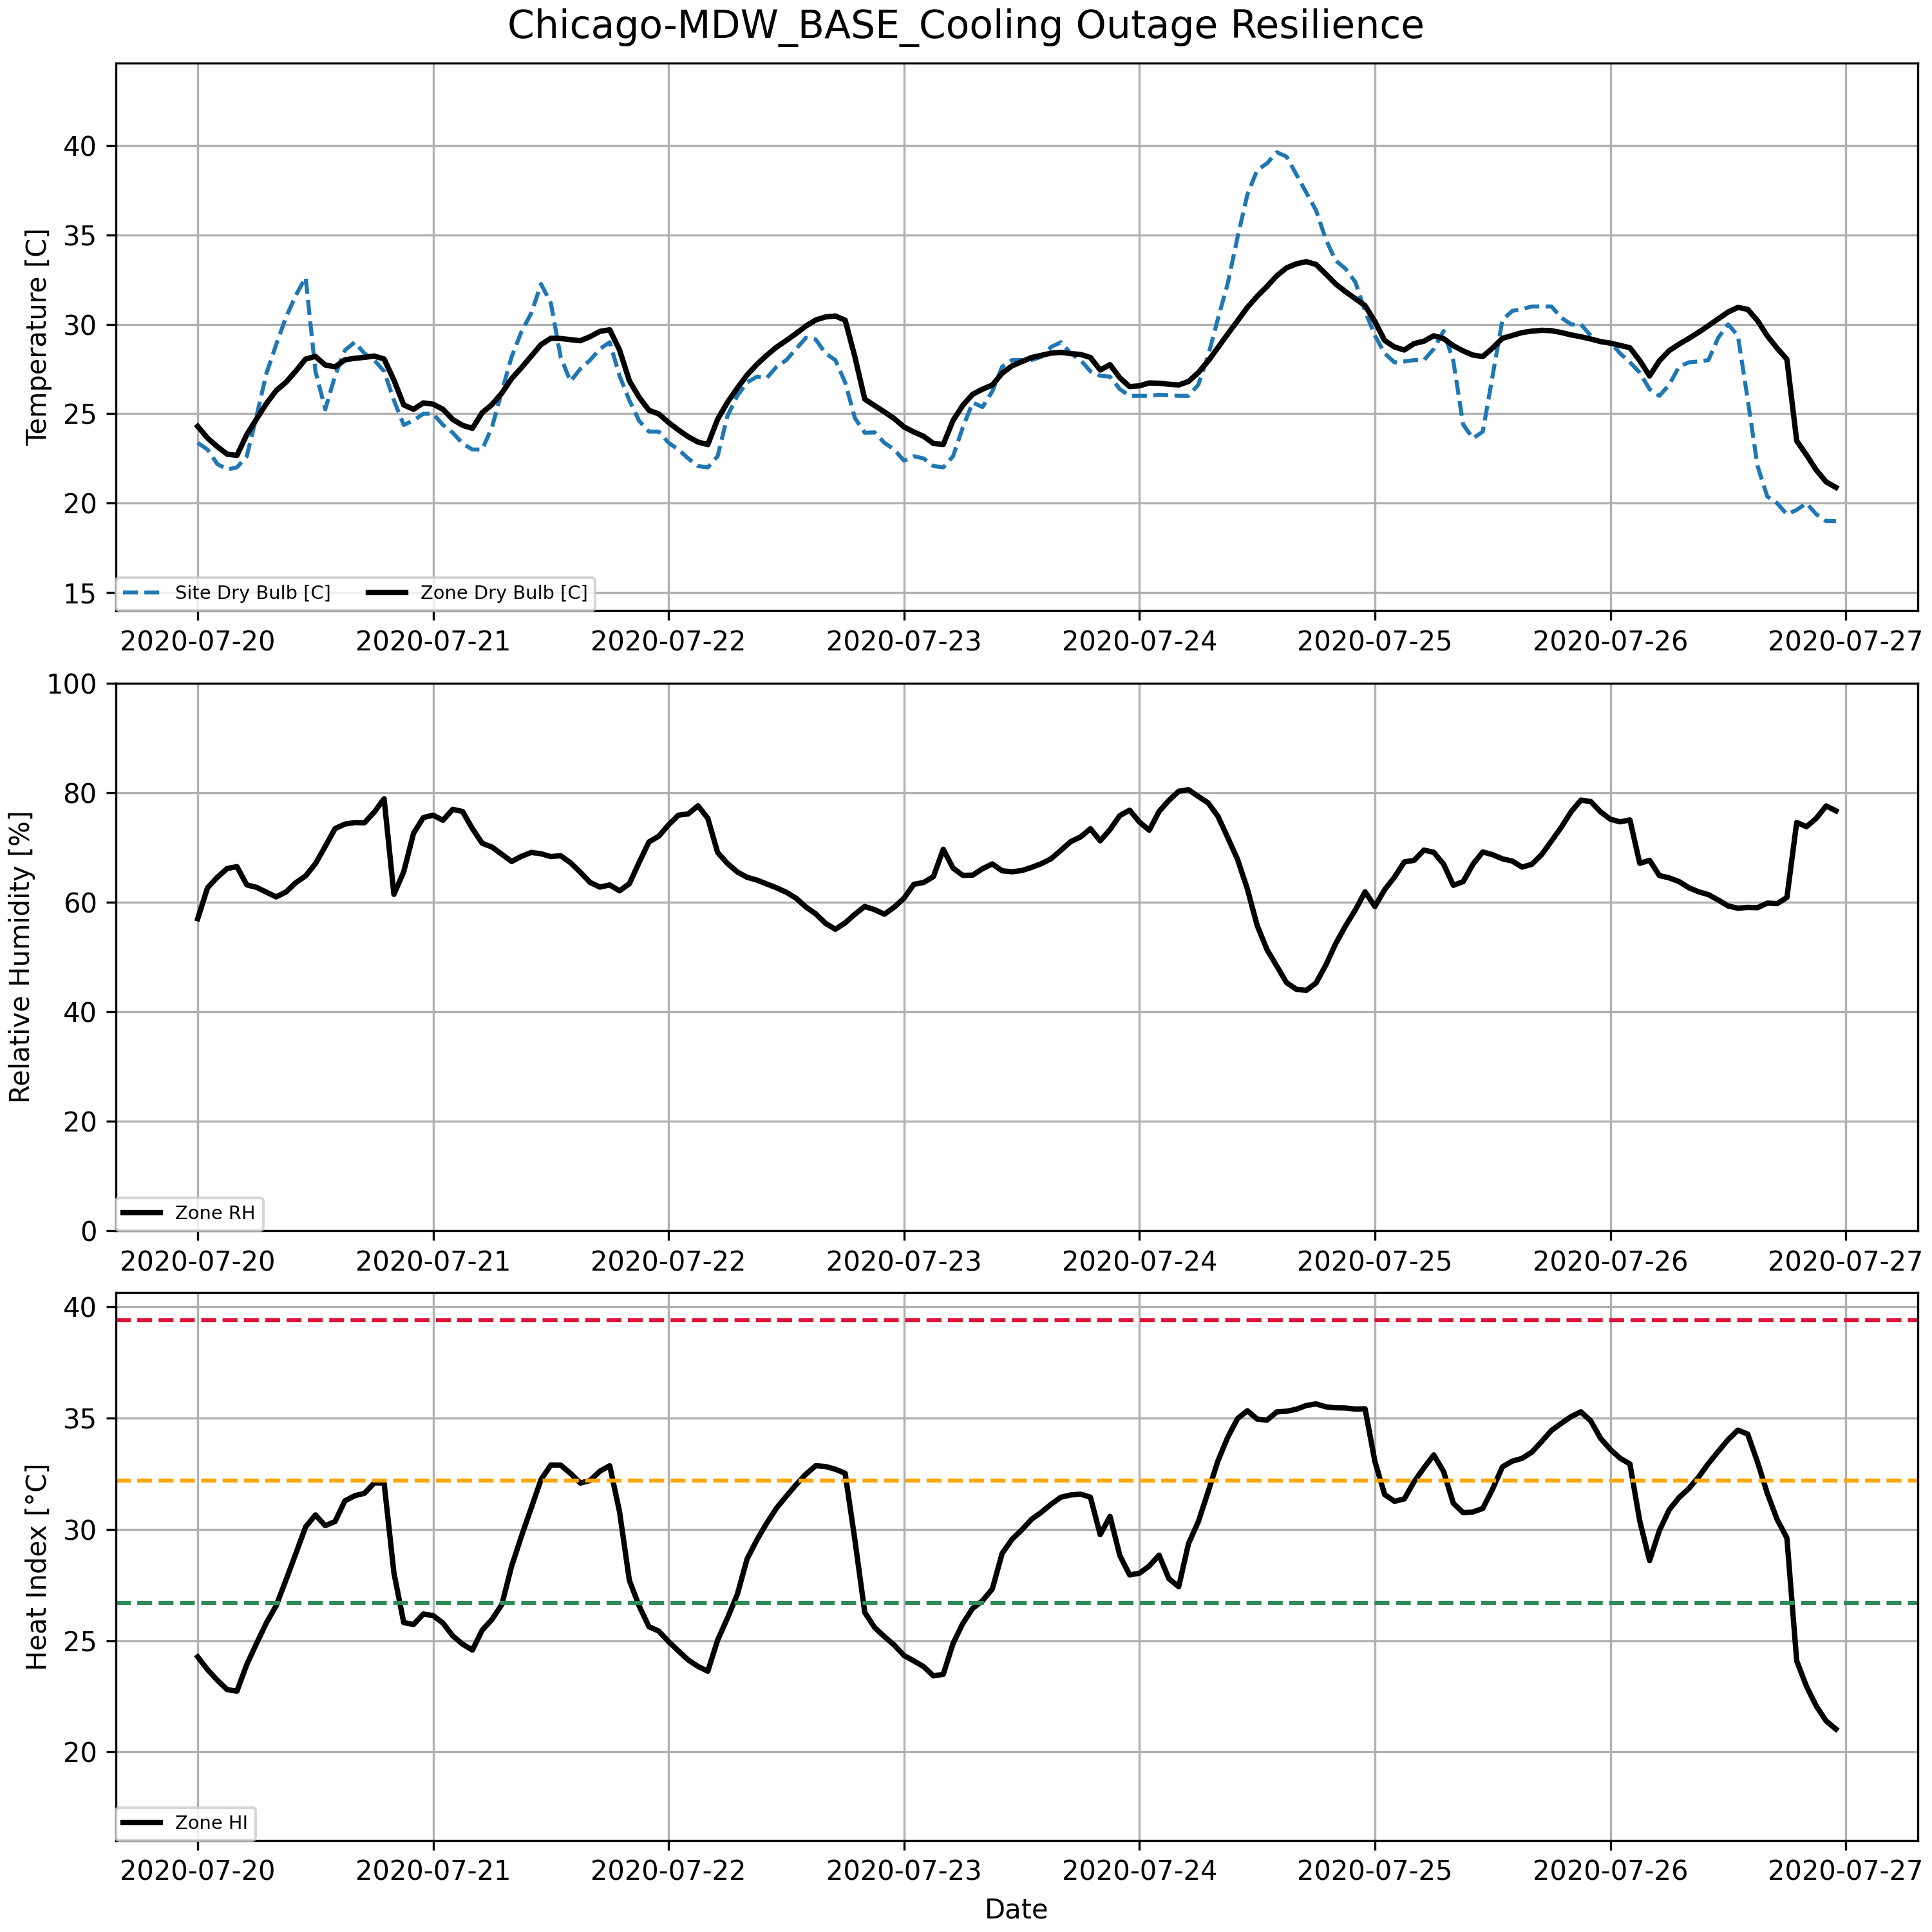 Chicago-MDW_BASE_Cooling Outage Resilience
Temperature [C]
40
35
30
25
20
15
Site Dry Bulb [C] Zone Dry Bulb [C]
2020-07-20 2020-07-21 2020-07-22 2020-07-23 2020-07-24 2020-07-25 2020-07-26 2020-07-27
Relative Humidity [%]
100
80
60
40
20
0
Zone RH
2020-07-20 2020-07-21 2020-07-22 2020-07-23 2020-07-24 2020-07-25 2020-07-26 2020-07-27
Heat Index [°C]
40
35
30
25
20
Zone HI
2020-07-20 2020-07-21 2020-07-22 2020-07-23 2020-07-24 2020-07-25 2020-07-26 2020-07-27
Date